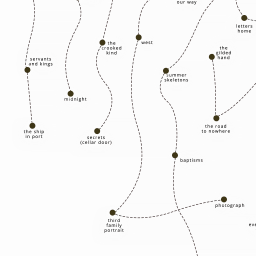 our way
letters
home
the
crooked
kind
west
the
gilded
hand
servants
and kings
summer
skeletons
midnight
the ship
in port
secrets
(cellar door)
the road
to nowhere
baptisms
photograph
third
family
portrait